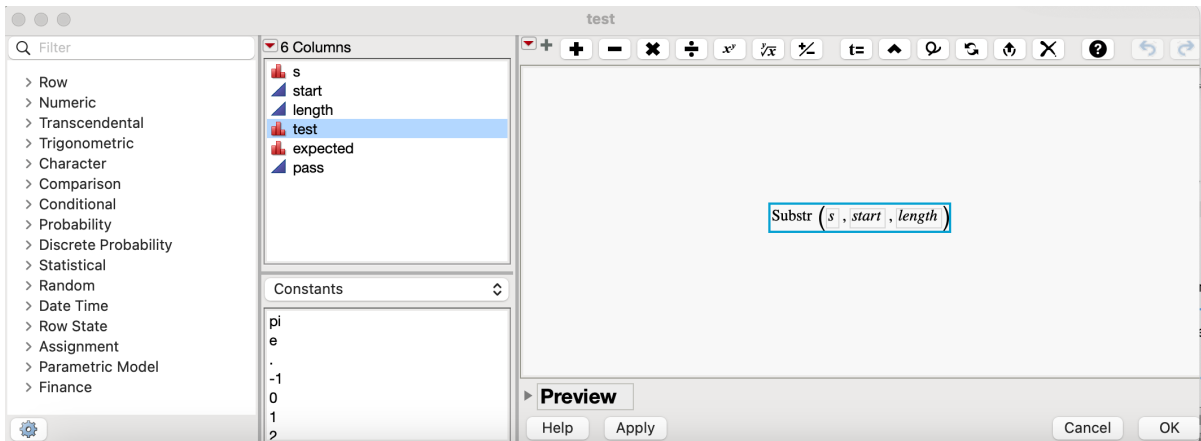 test
Filter
Row
Numeric
Transcendental
Trigonometric
Character
Comparison
Conditional
Probability
Discrete Probability
Statistical
Random
Date Time
Row State
Assignment
Parametric Model
Finance
6 Columns
s
start
length
test
expected
pass
Constants
pi
e
.
-1
0
1
2
xʸ
ʸ√x
+/-
t=
?
Substr ( s , start , length )
Preview
Help Apply Cancel OK